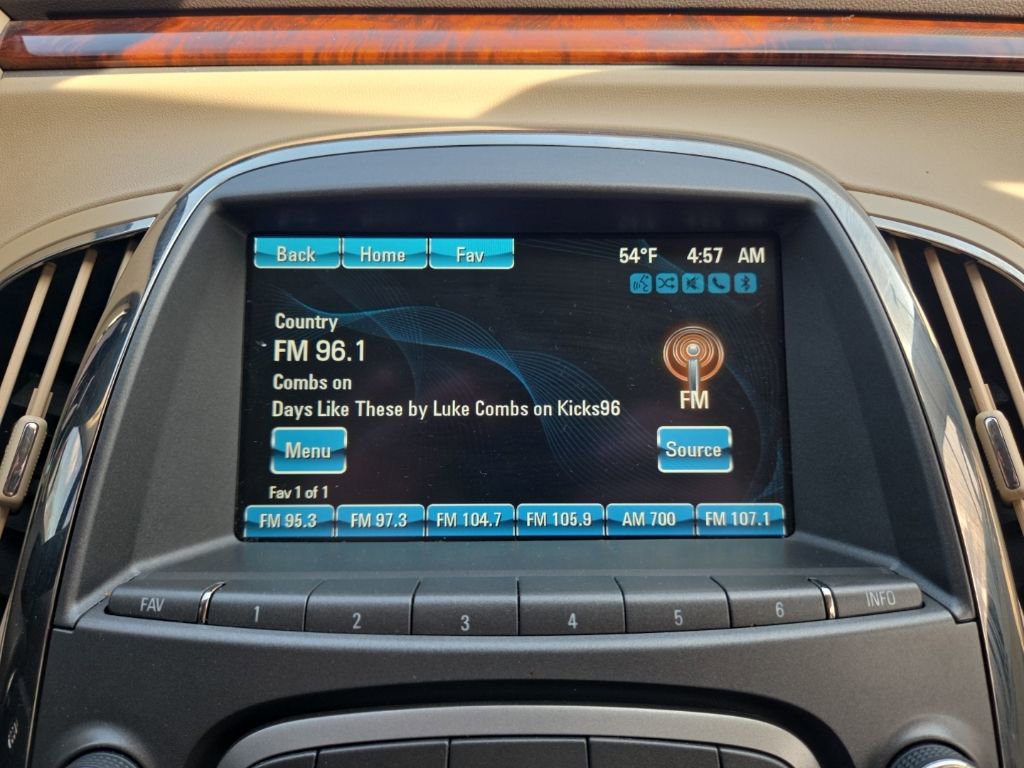 Back Home Fav 54°F 4:57 AM
Country
FM 96.1
Combs on
Days Like These by Luke Combs on Kicks96
FM
Menu Source
Fav 1 of 1
FM 95.3 FM 97.3 FM 104.7 FM 105.9 AM 700 FM 107.1
FAV 1 2 3 4 5 6 INFO